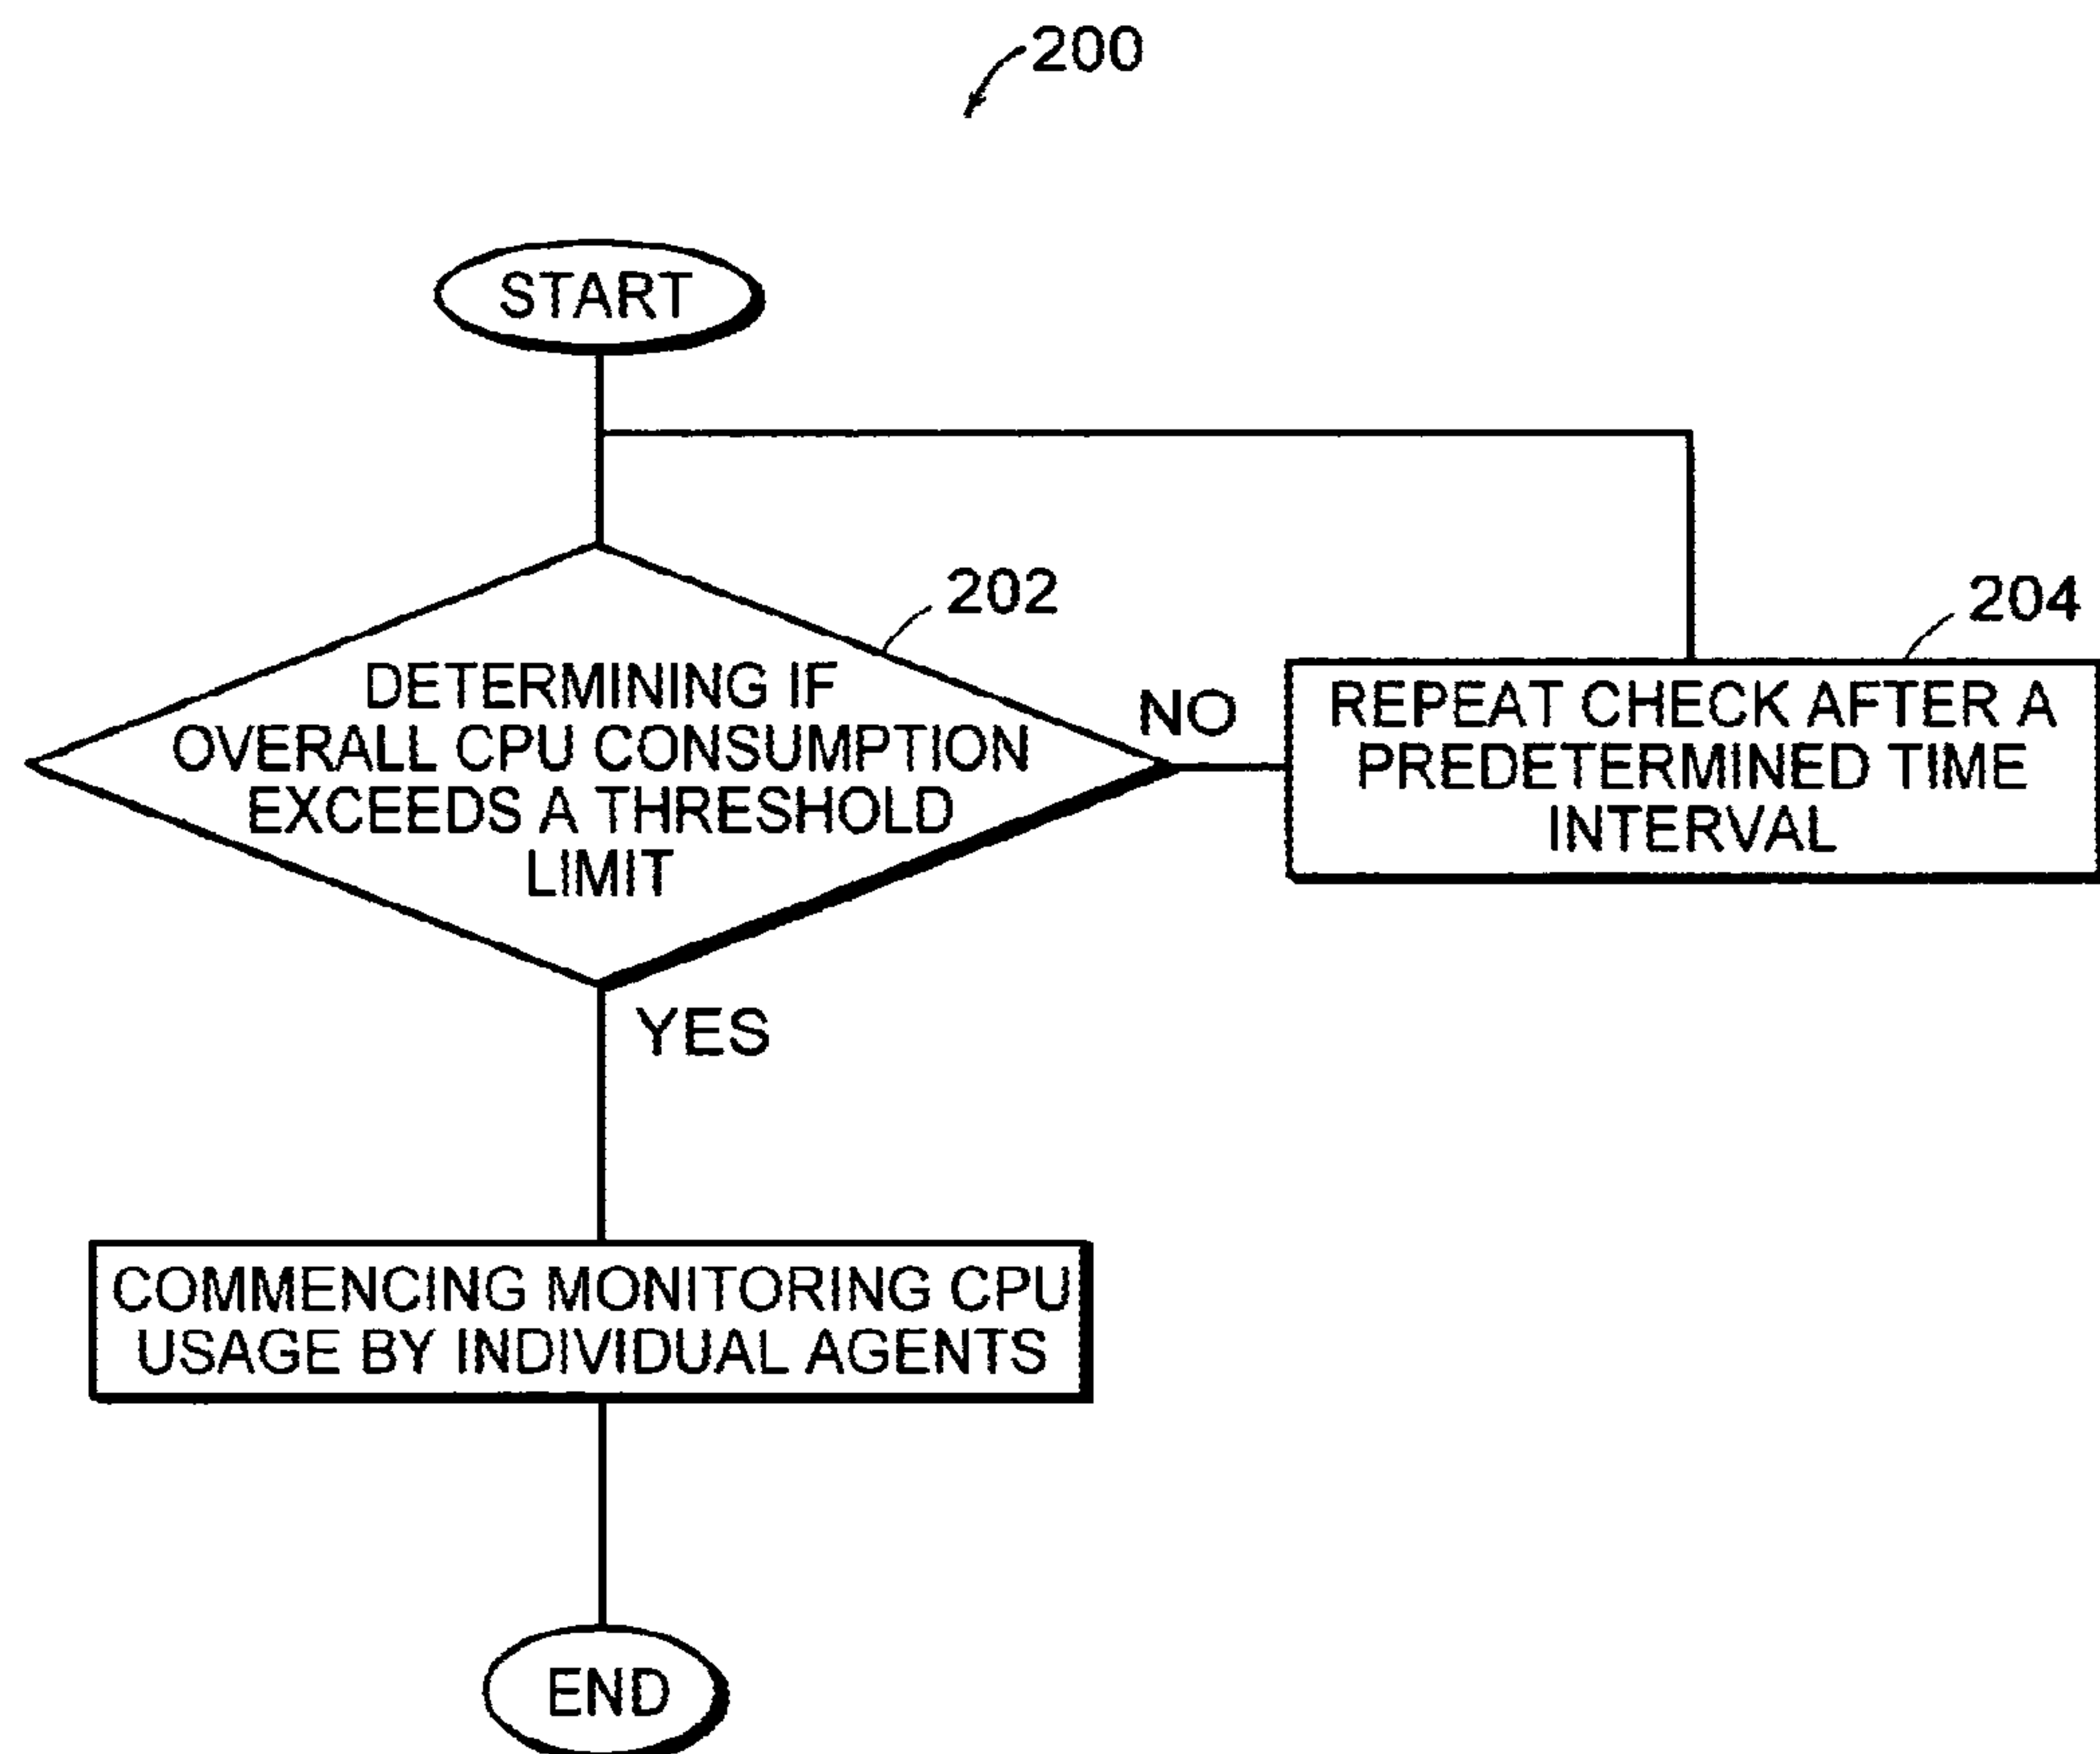 200
START
202
DETERMINING IF
OVERALL CPU CONSUMPTION
EXCEEDS A THRESHOLD
LIMIT
NO
204
REPEAT CHECK AFTER A
PREDETERMINED TIME
INTERVAL
YES
COMMENCING MONITORING CPU
USAGE BY INDIVIDUAL AGENTS
END